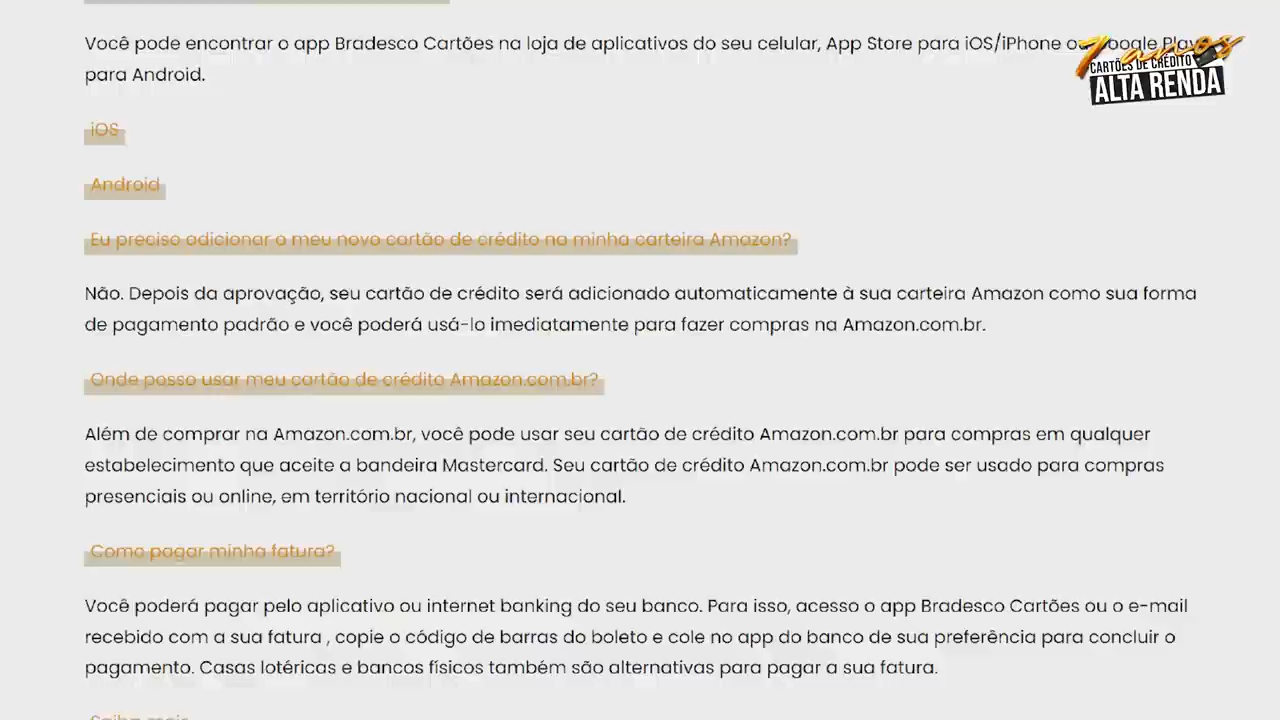 Você pode encontrar o app Bradesco Cartões na loja de aplicativos do seu celular, App Store para iOS/iPhone ou Google Play
para Android.
7 anos
CARTÕES DE CRÉDITO
ALTA RENDA
iOS
Android
Eu preciso adicionar o meu novo cartão de crédito na minha carteira Amazon?
Não. Depois da aprovação, seu cartão de crédito será adicionado automaticamente à sua carteira Amazon como sua forma
de pagamento padrão e você poderá usá-lo imediatamente para fazer compras na Amazon.com.br.
Onde posso usar meu cartão de crédito Amazon.com.br?
Além de comprar na Amazon.com.br, você pode usar seu cartão de crédito Amazon.com.br para compras em qualquer
estabelecimento que aceite a bandeira Mastercard. Seu cartão de crédito Amazon.com.br pode ser usado para compras
presenciais ou online, em território nacional ou internacional.
Como pagar minha fatura?
Você poderá pagar pelo aplicativo ou internet banking do seu banco. Para isso, acesso o app Bradesco Cartões ou o e-mail
recebido com a sua fatura , copie o código de barras do boleto e cole no app do banco de sua preferência para concluir o
pagamento. Casas lotéricas e bancos físicos também são alternativas para pagar a sua fatura.
Saiba mais